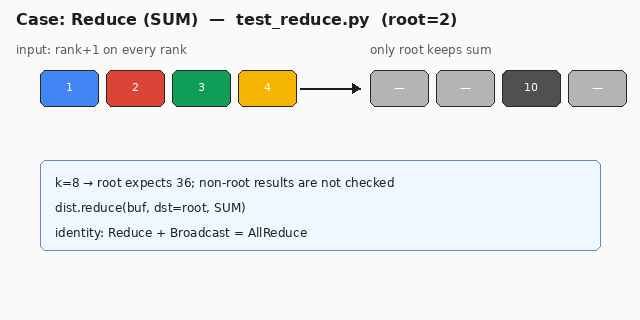 Case: Reduce (SUM) — test_reduce.py (root=2)
input: rank+1 on every rank
only root keeps sum
1 2 3 4 — — 10 —
k=8 → root expects 36; non-root results are not checked
dist.reduce(buf, dst=root, SUM)
identity: Reduce + Broadcast = AllReduce